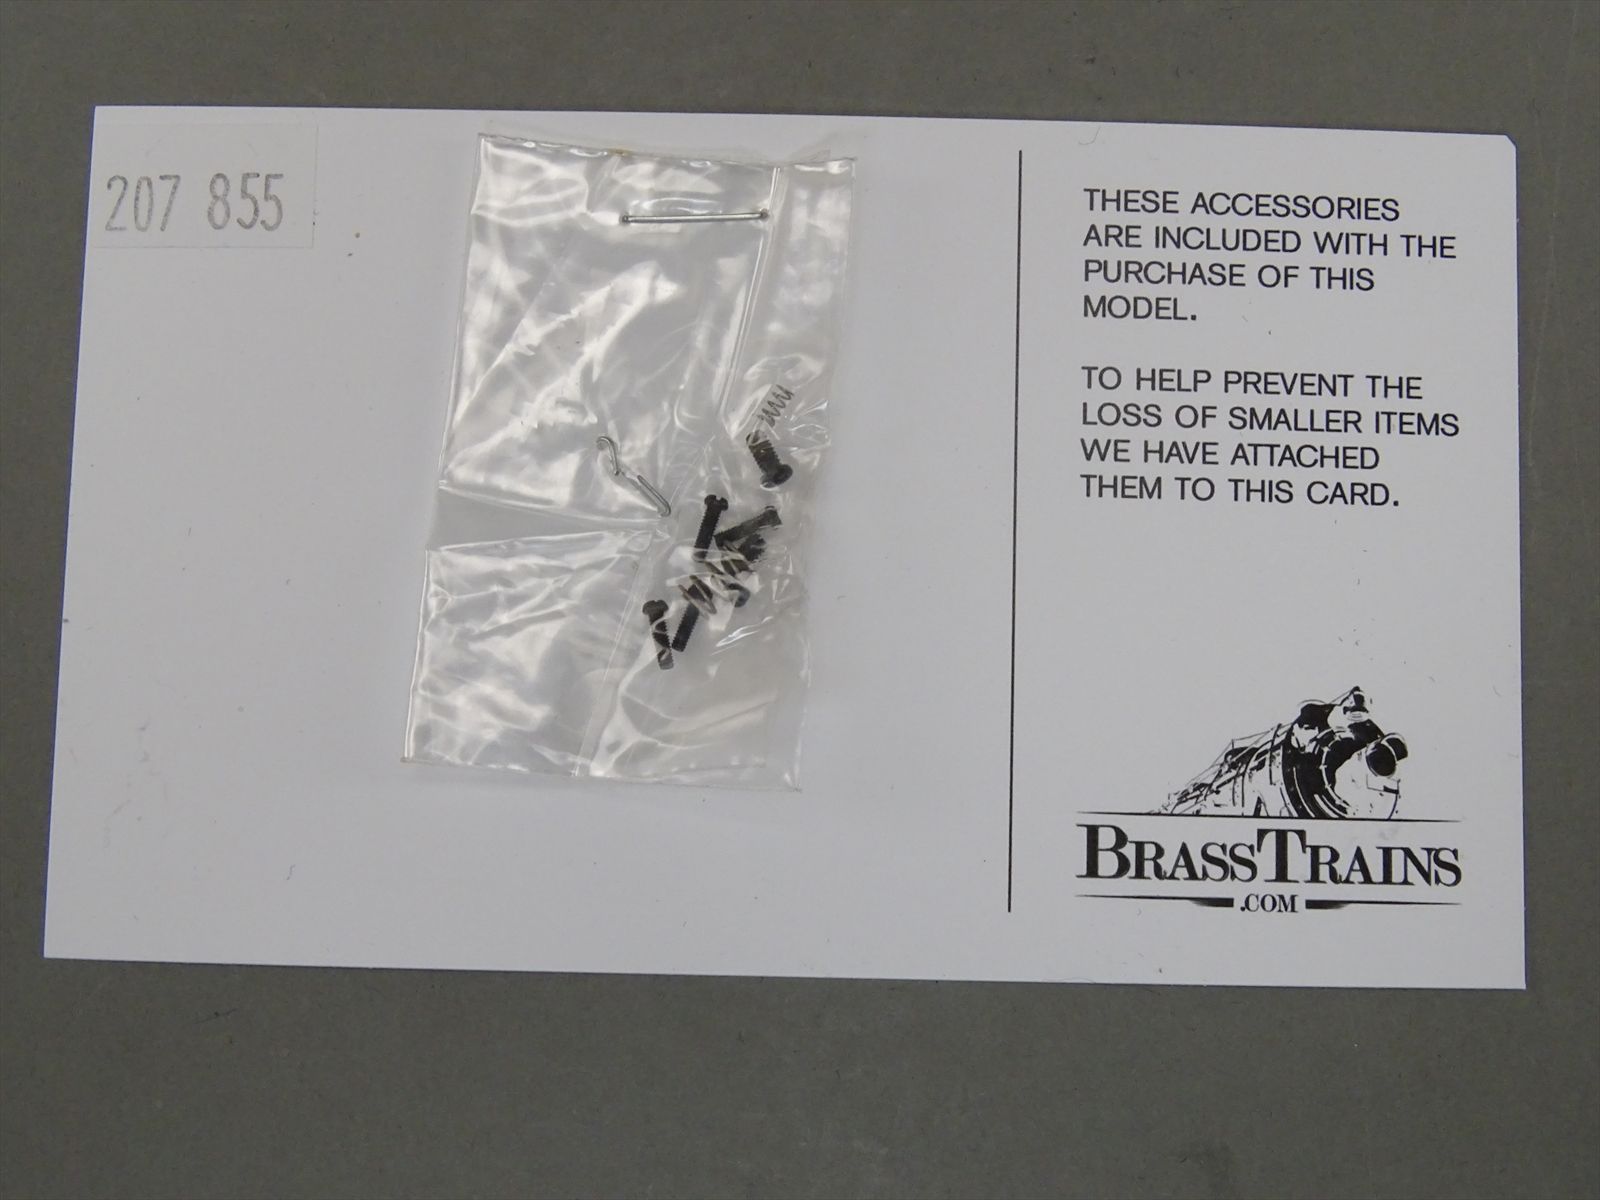 207 855
THESE ACCESSORIES
ARE INCLUDED WITH THE
PURCHASE OF THIS
MODEL.
TO HELP PREVENT THE
LOSS OF SMALLER ITEMS
WE HAVE ATTACHED
THEM TO THIS CARD.
BRASSTRAINS
.COM